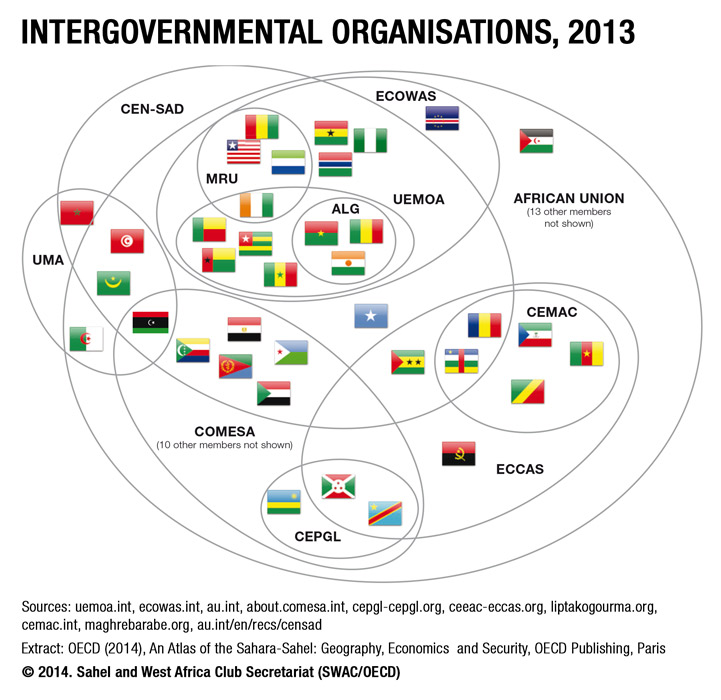 INTERGOVERNMENTAL ORGANISATIONS, 2013
ECOWAS
CEN-SAD
MRU
UEMOA
AFRICAN UNION
(13 other members
not shown)
ALG
UMA
CEMAC
COMESA
(10 other members not shown)
ECCAS
CEPGL
Sources: uemoa.int, ecowas.int, au.int, about.comesa.int, cepgl-cepgl.org, ceeac-eccas.org, liptakogourma.org,
cemac.int, maghrebarabe.org, au.int/en/recs/censad
Extract: OECD (2014), An Atlas of the Sahara-Sahel: Geography, Economics and Security, OECD Publishing, Paris
© 2014. Sahel and West Africa Club Secretariat (SWAC/OECD)